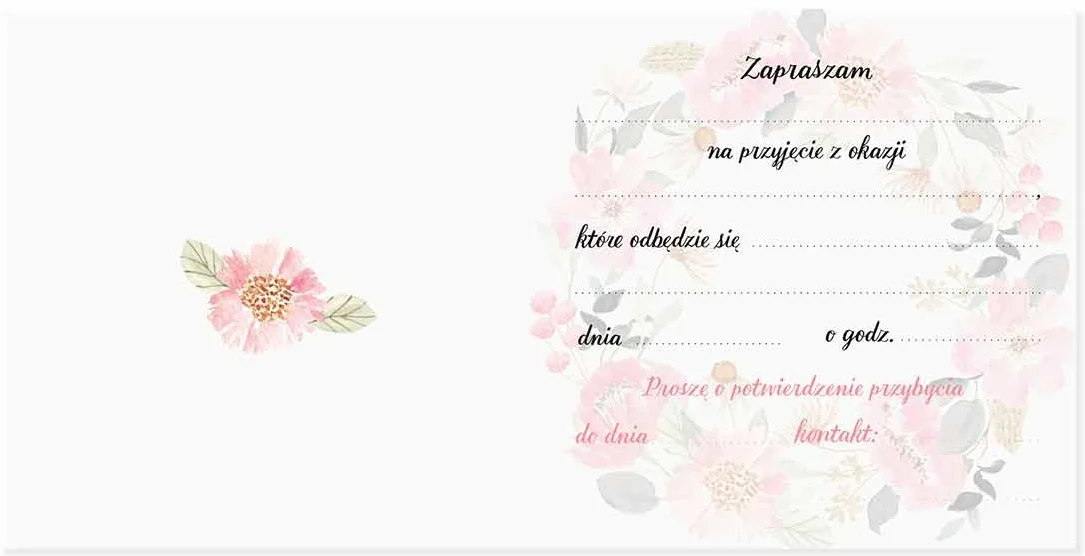 Zapraszam
....................................................................................................
na przyjęcie z okazji
....................................................................................................,
które odbędzie się ..............................................................
....................................................................................................
dnia .............................. o godz. ..............................
Proszę o potwierdzenie przybycia
do dnia .................... kontakt: ..............................
....................................................................................................